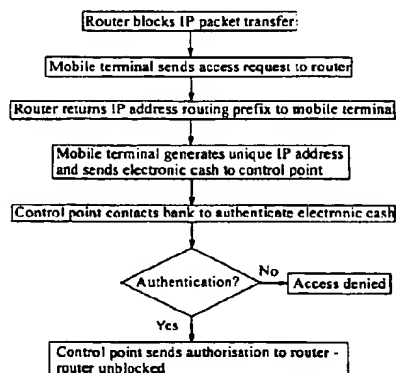 Router blocks IP packet transfer
Mobile terminal sends access request to router
Router returns IP address routing prefix to mobile terminal
Mobile terminal generates unique IP address
and sends electronic cash to control point
Control point contacts bank to authenticate electronic cash
Authentication?
No
Access denied
Yes
Control point sends authorisation to router -
router unblocked